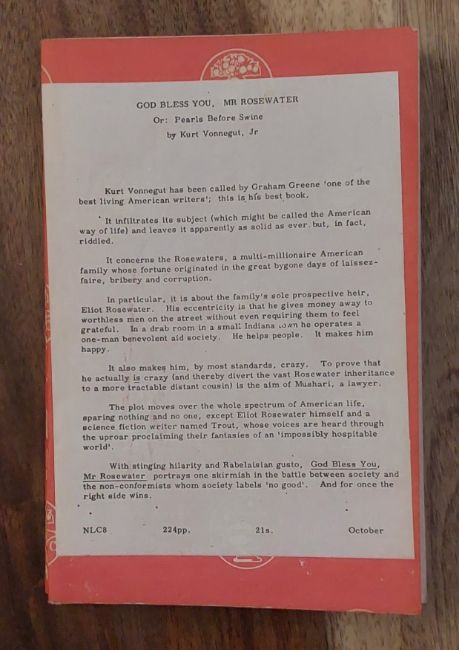 GOD BLESS YOU, MR ROSEWATER
Or: Pearls Before Swine
by Kurt Vonnegut, Jr
Kurt Vonnegut has been called by Graham Greene 'one of the
best living American writers'; this is his best book.
It infiltrates its subject (which might be called the American
way of life) and leaves it apparently as solid as ever but, in fact,
riddled.
It concerns the Rosewaters, a multi-millionaire American
family whose fortune originated in the great bygone days of laissez-
faire, bribery and corruption.
In particular, it is about the family's sole prospective heir,
Eliot Rosewater. His eccentricity is that he gives money away to
worthless men on the street without even requiring them to feel
grateful. In a drab room in a small Indiana town he operates a
one-man benevolent aid society. He helps people. It makes him
happy.
It also makes him, by most standards, crazy. To prove that
he actually is crazy (and thereby divert the vast Rosewater inheritance
to a more tractable distant cousin) is the aim of Mushari, a lawyer.
The plot moves over the whole spectrum of American life,
sparing nothing and no one, except Eliot Rosewater himself and a
science fiction writer named Trout, whose voices are heard through
the uproar proclaiming their fantasies of an 'impossibly hospitable
world'.
With stinging hilarity and Rabelaisian gusto, God Bless You,
Mr Rosewater portrays one skirmish in the battle between society and
the non-conformists whom society labels 'no good'. And for once the
right side wins.
NLC8 224pp. 21s. October